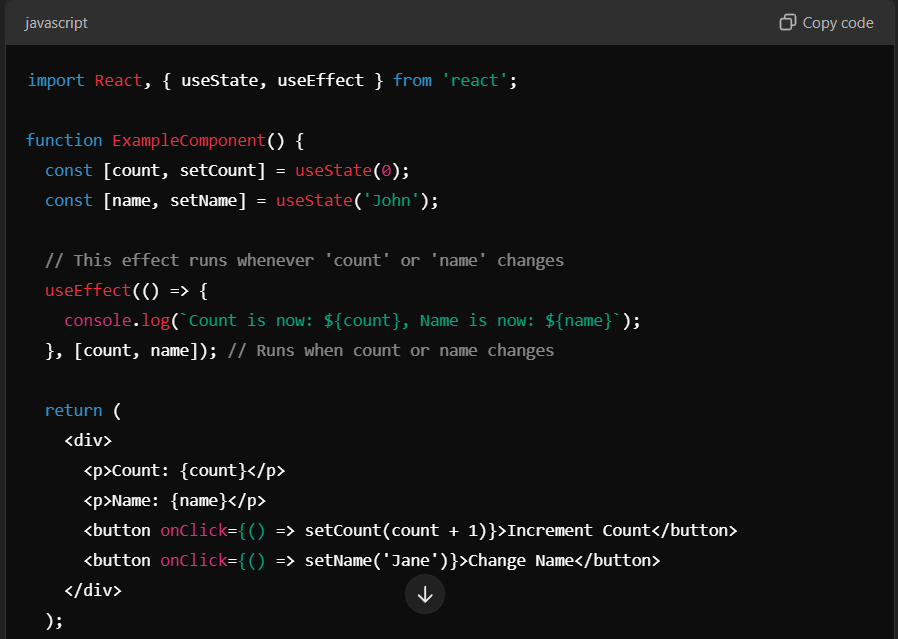 javascript
Copy code
import React, { useState, useEffect } from 'react';
function ExampleComponent() {
  const [count, setCount] = useState(0);
  const [name, setName] = useState('John');
  // This effect runs whenever 'count' or 'name' changes
  useEffect(() => {
    console.log(`Count is now: ${count}, Name is now: ${name}`);
  }, [count, name]); // Runs when count or name changes
  return (
    <div>
      <p>Count: {count}</p>
      <p>Name: {name}</p>
      <button onClick={() => setCount(count + 1)}>Increment Count</button>
      <button onClick={() => setName('Jane')}>Change Name</button>
    </div>
  );